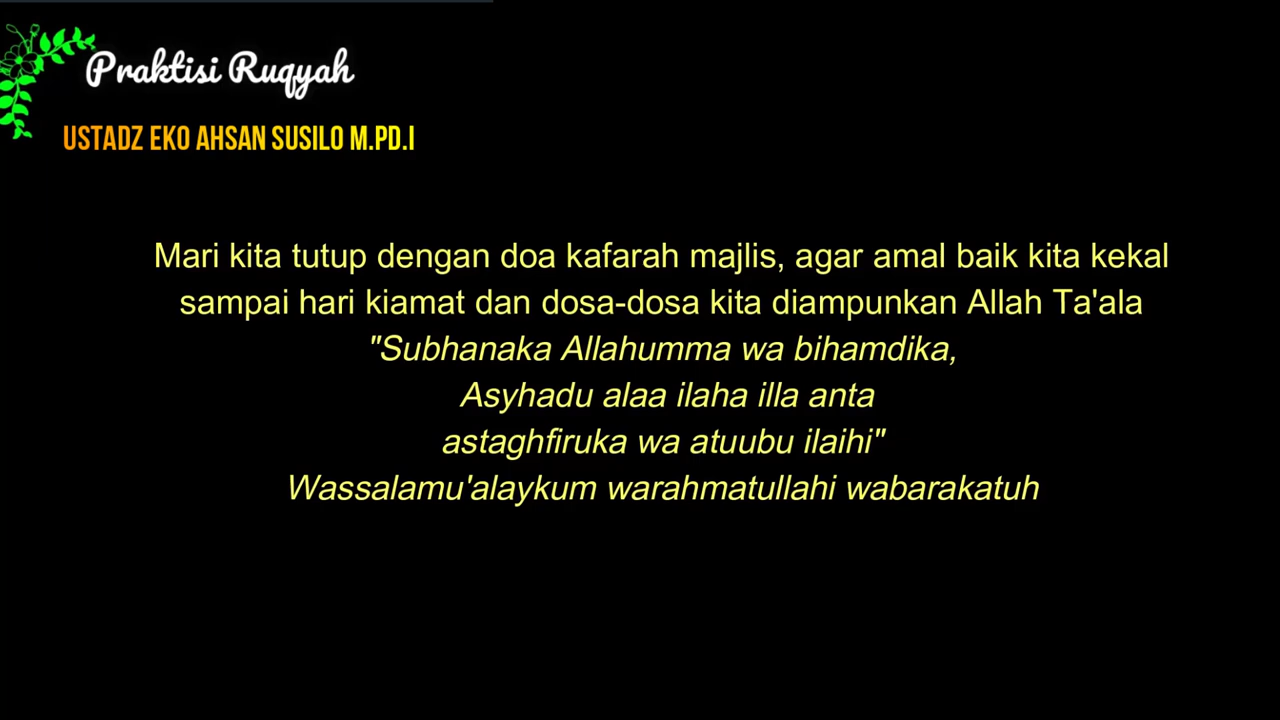 Praktisi Ruqyah
USTADZ EKO AHSAN SUSILO M.PD.I
Mari kita tutup dengan doa kafarah majlis, agar amal baik kita kekal
sampai hari kiamat dan dosa-dosa kita diampunkan Allah Ta'ala
"Subhanaka Allahumma wa bihamdika,
Asyhadu alaa ilaha illa anta
astaghfiruka wa atuubu ilaihi"
Wassalamu'alaykum warahmatullahi wabarakatuh